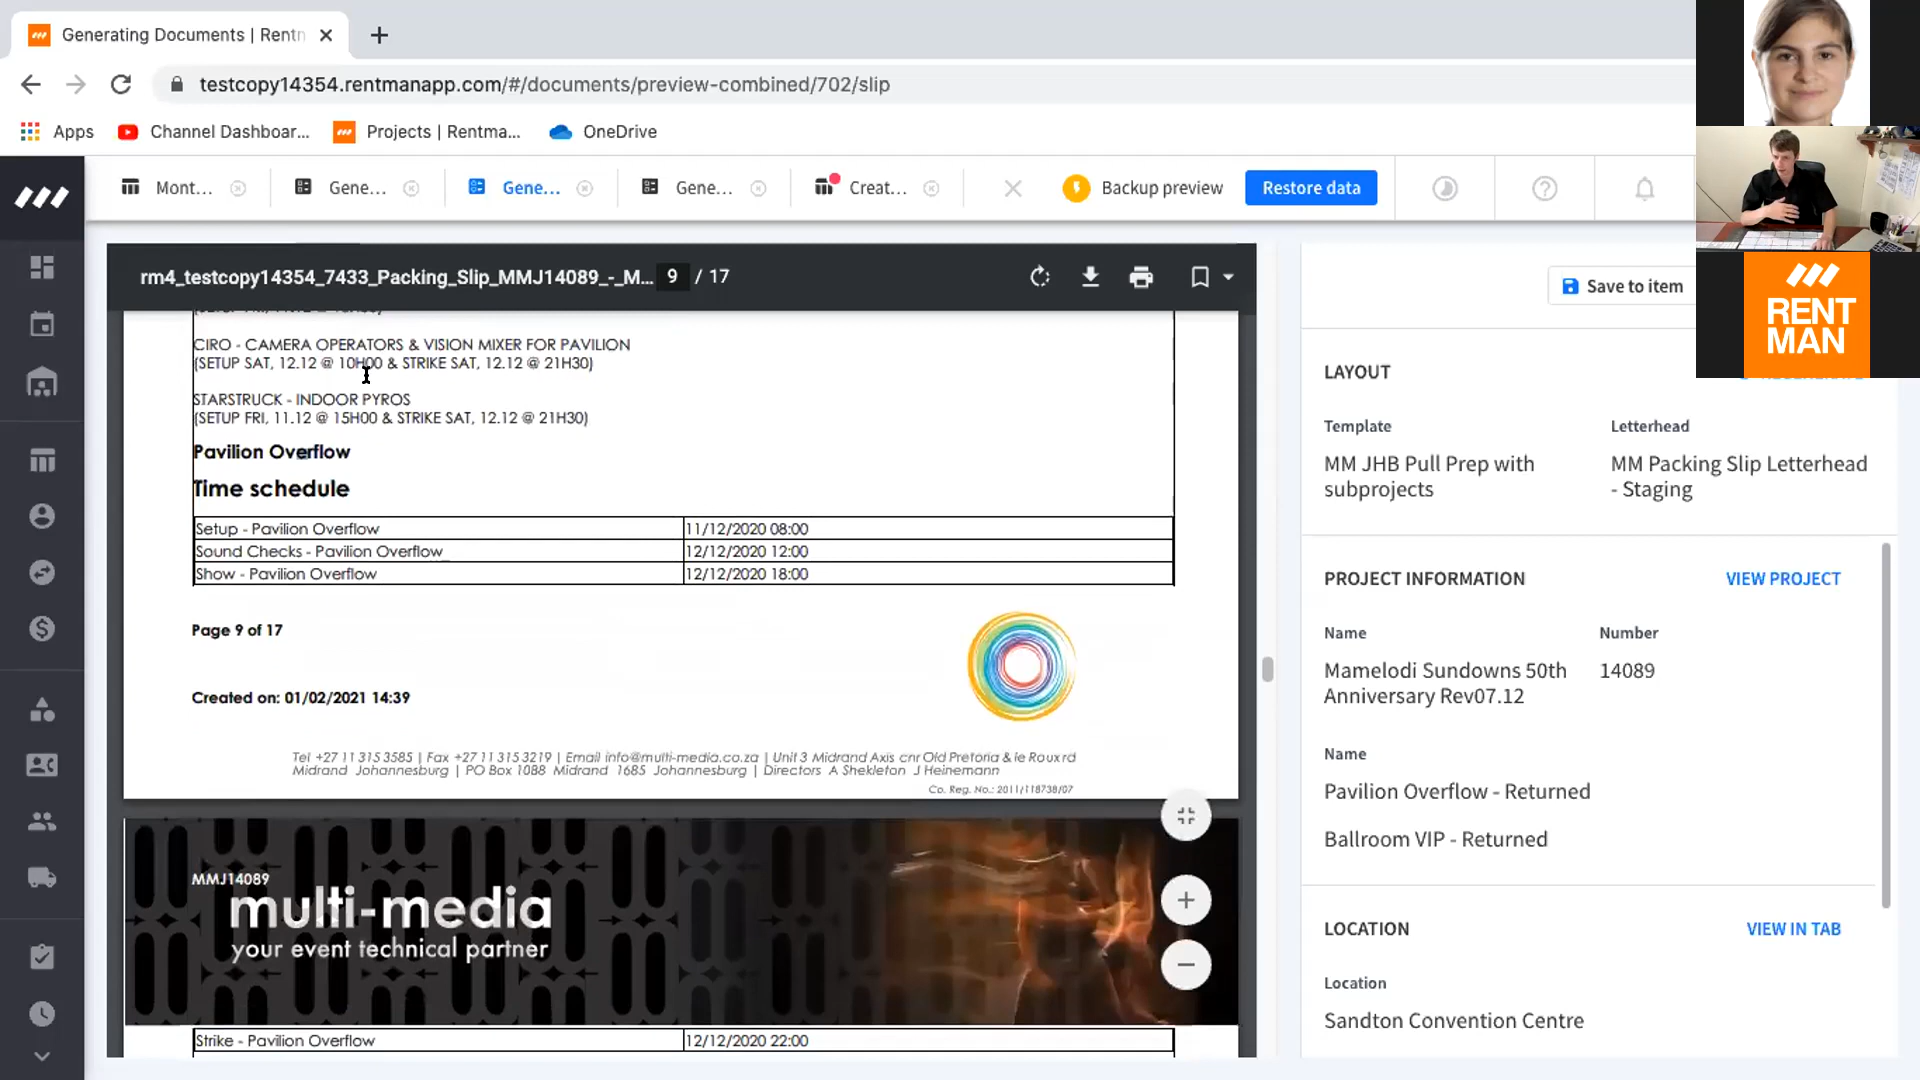 Generating Documents | Rentn
testcopy14354.rentmanapp.com/#/documents/preview-combined/702/slip
Apps
Channel Dashboar...
Projects | Rentma...
OneDrive
Mont...
Gene...
Gene...
Gene...
Creat...
Backup preview
Restore data
rm4_testcopy14354_7433_Packing_Slip_MMJ14089_-_M... 9 / 17
CIRO - CAMERA OPERATORS & VISION MIXER FOR PAVILION
(SETUP SAT, 12.12 @ 10H00 & STRIKE SAT, 12.12 @ 21H30)
STARSTRUCK - INDOOR PYROS
(SETUP FRI, 11.12 @ 15H00 & STRIKE SAT, 12.12 @ 21H30)
Pavilion Overflow
Time schedule
Setup - Pavilion Overflow 11/12/2020 08:00
Sound Checks - Pavilion Overflow 12/12/2020 12:00
Show - Pavilion Overflow 12/12/2020 18:00
Page 9 of 17
Created on: 01/02/2021 14:39
Tel +27 11 315 3585 | Fax +27 11 315 3219 | Email info@multi-media.co.za | Unit 3 Midrand Axis cnr Old Pretoria & le Roux rd
Midrand Johannesburg | PO Box 1088 Midrand 1685 Johannesburg | Directors A Shekleton J Heinemann
Co. Reg. No.: 2011/118738/07
MMJ14089
multi-media
your event technical partner
Strike - Pavilion Overflow 12/12/2020 22:00
Save to item
LAYOUT
Template
MM JHB Pull Prep with
subprojects
Letterhead
MM Packing Slip Letterhead
- Staging
PROJECT INFORMATION
VIEW PROJECT
Name
Mamelodi Sundowns 50th
Anniversary Rev07.12
Number
14089
Name
Pavilion Overflow - Returned
Ballroom VIP - Returned
LOCATION
VIEW IN TAB
Location
Sandton Convention Centre
RENT
MAN